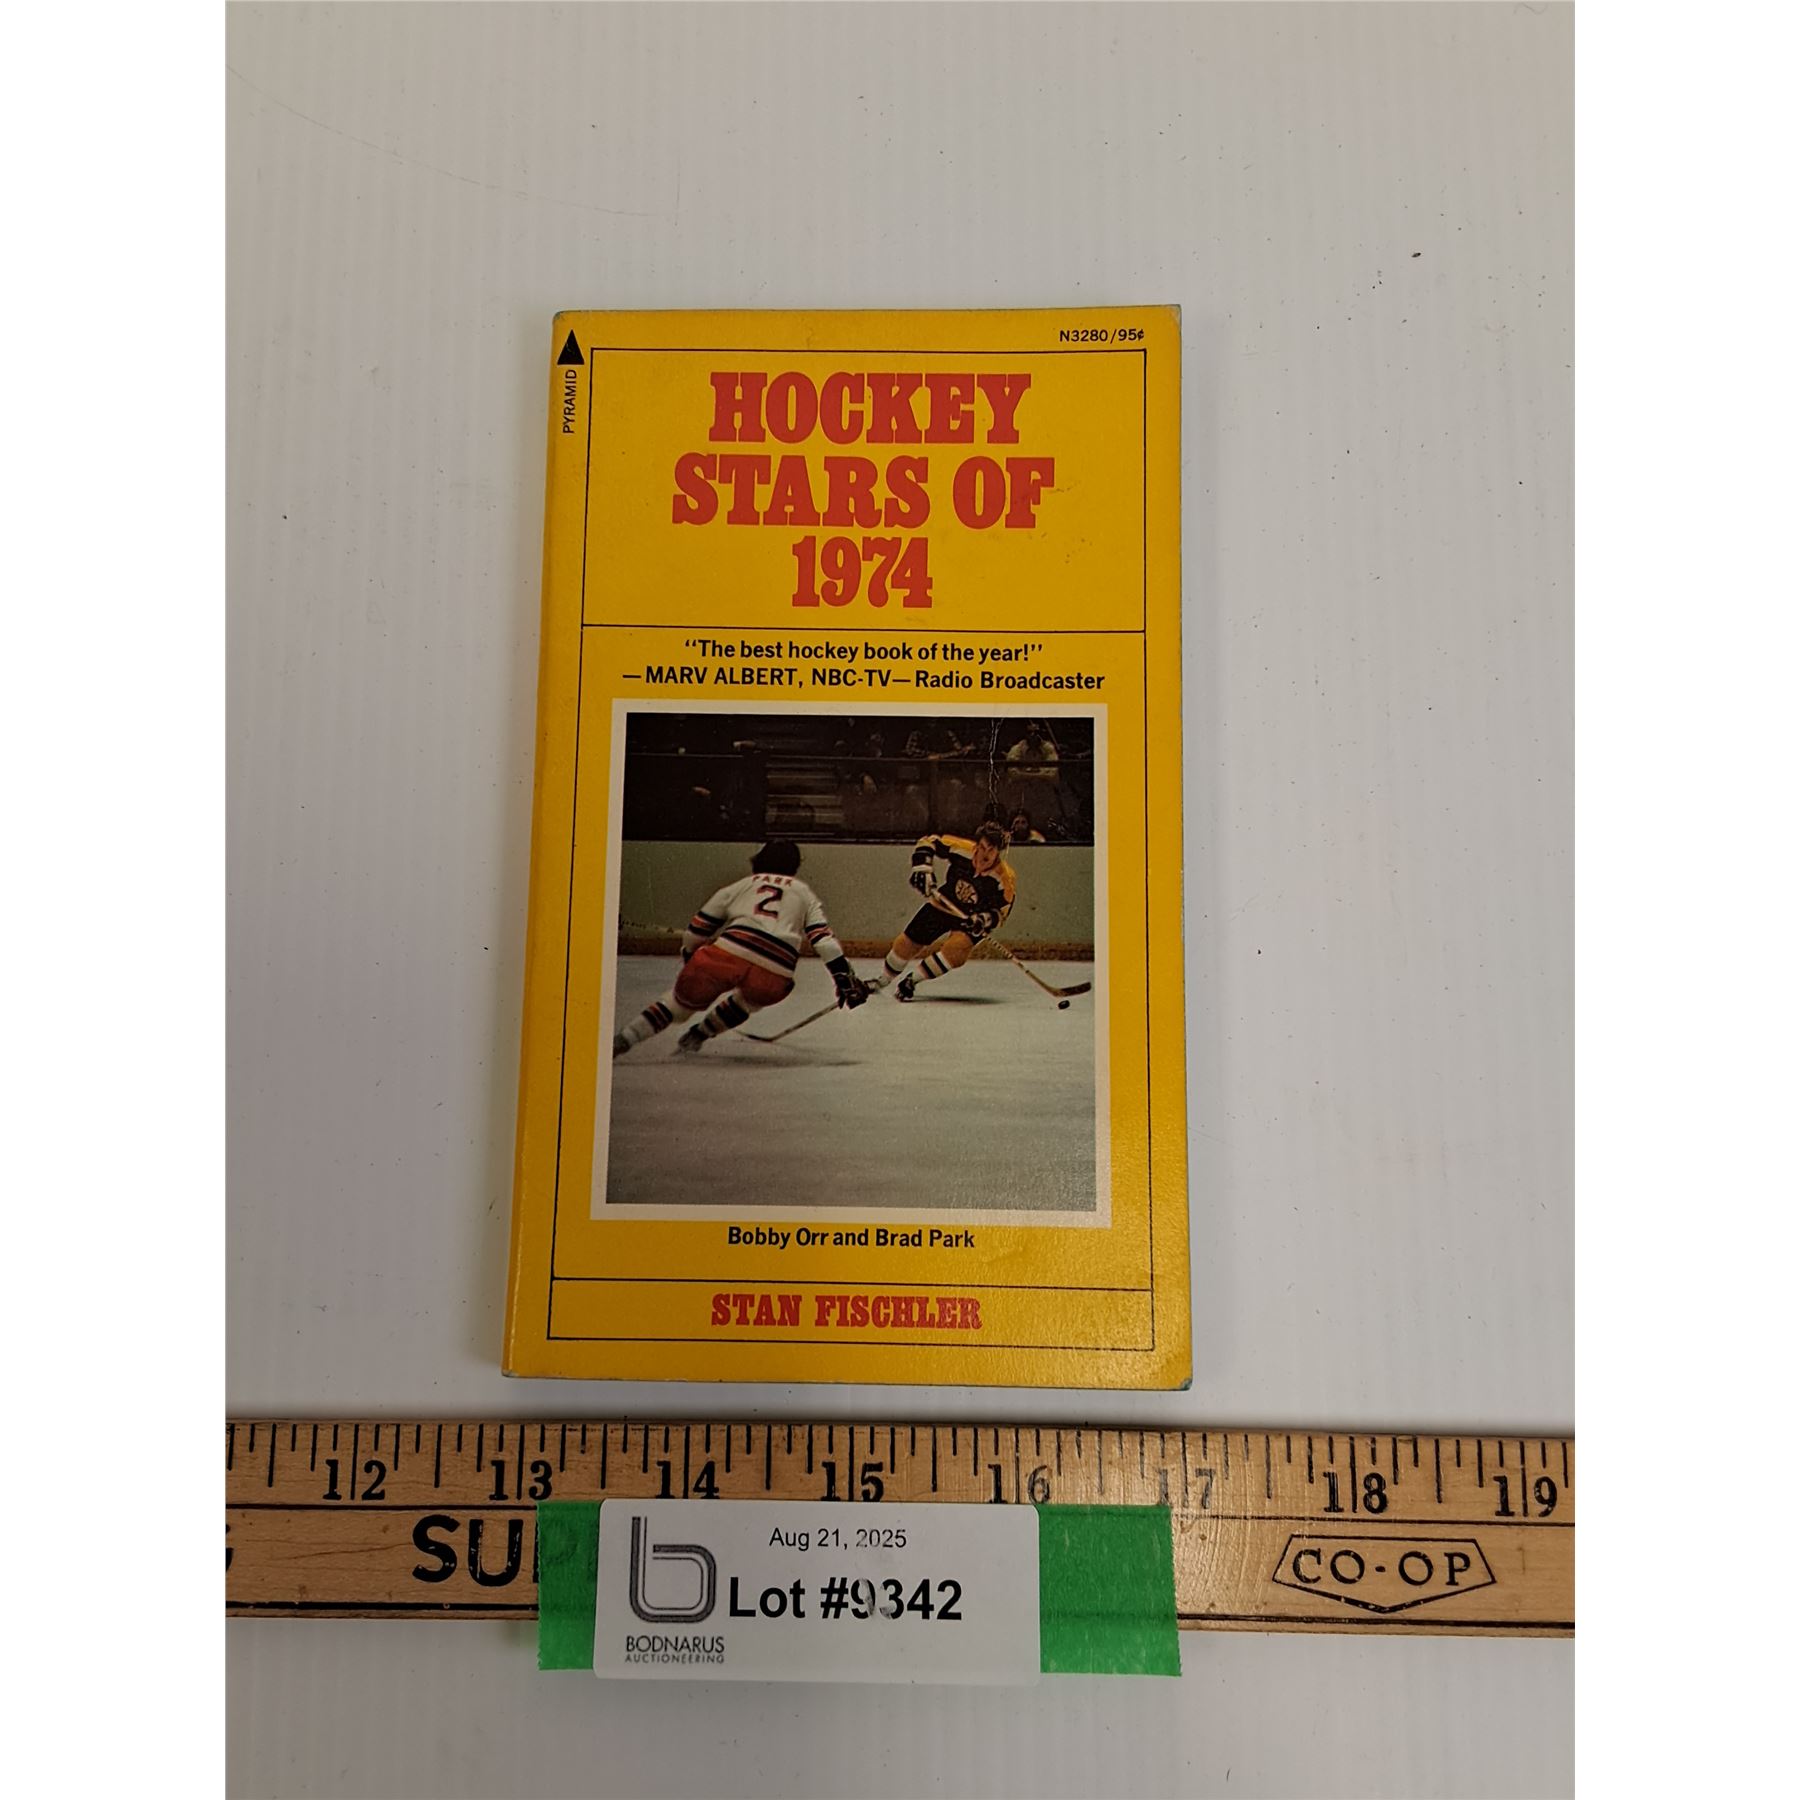 N3280/95¢
PYRAMID
HOCKEY
STARS OF
1974
“The best hockey book of the year!”
—MARV ALBERT, NBC-TV—Radio Broadcaster
PARK
2
Bobby Orr and Brad Park
STAN FISCHLER
12 13 14 15 16 17 18 19
CO-OP
Aug 21, 2025
Lot #9342
BODNARUS
AUCTIONEERING